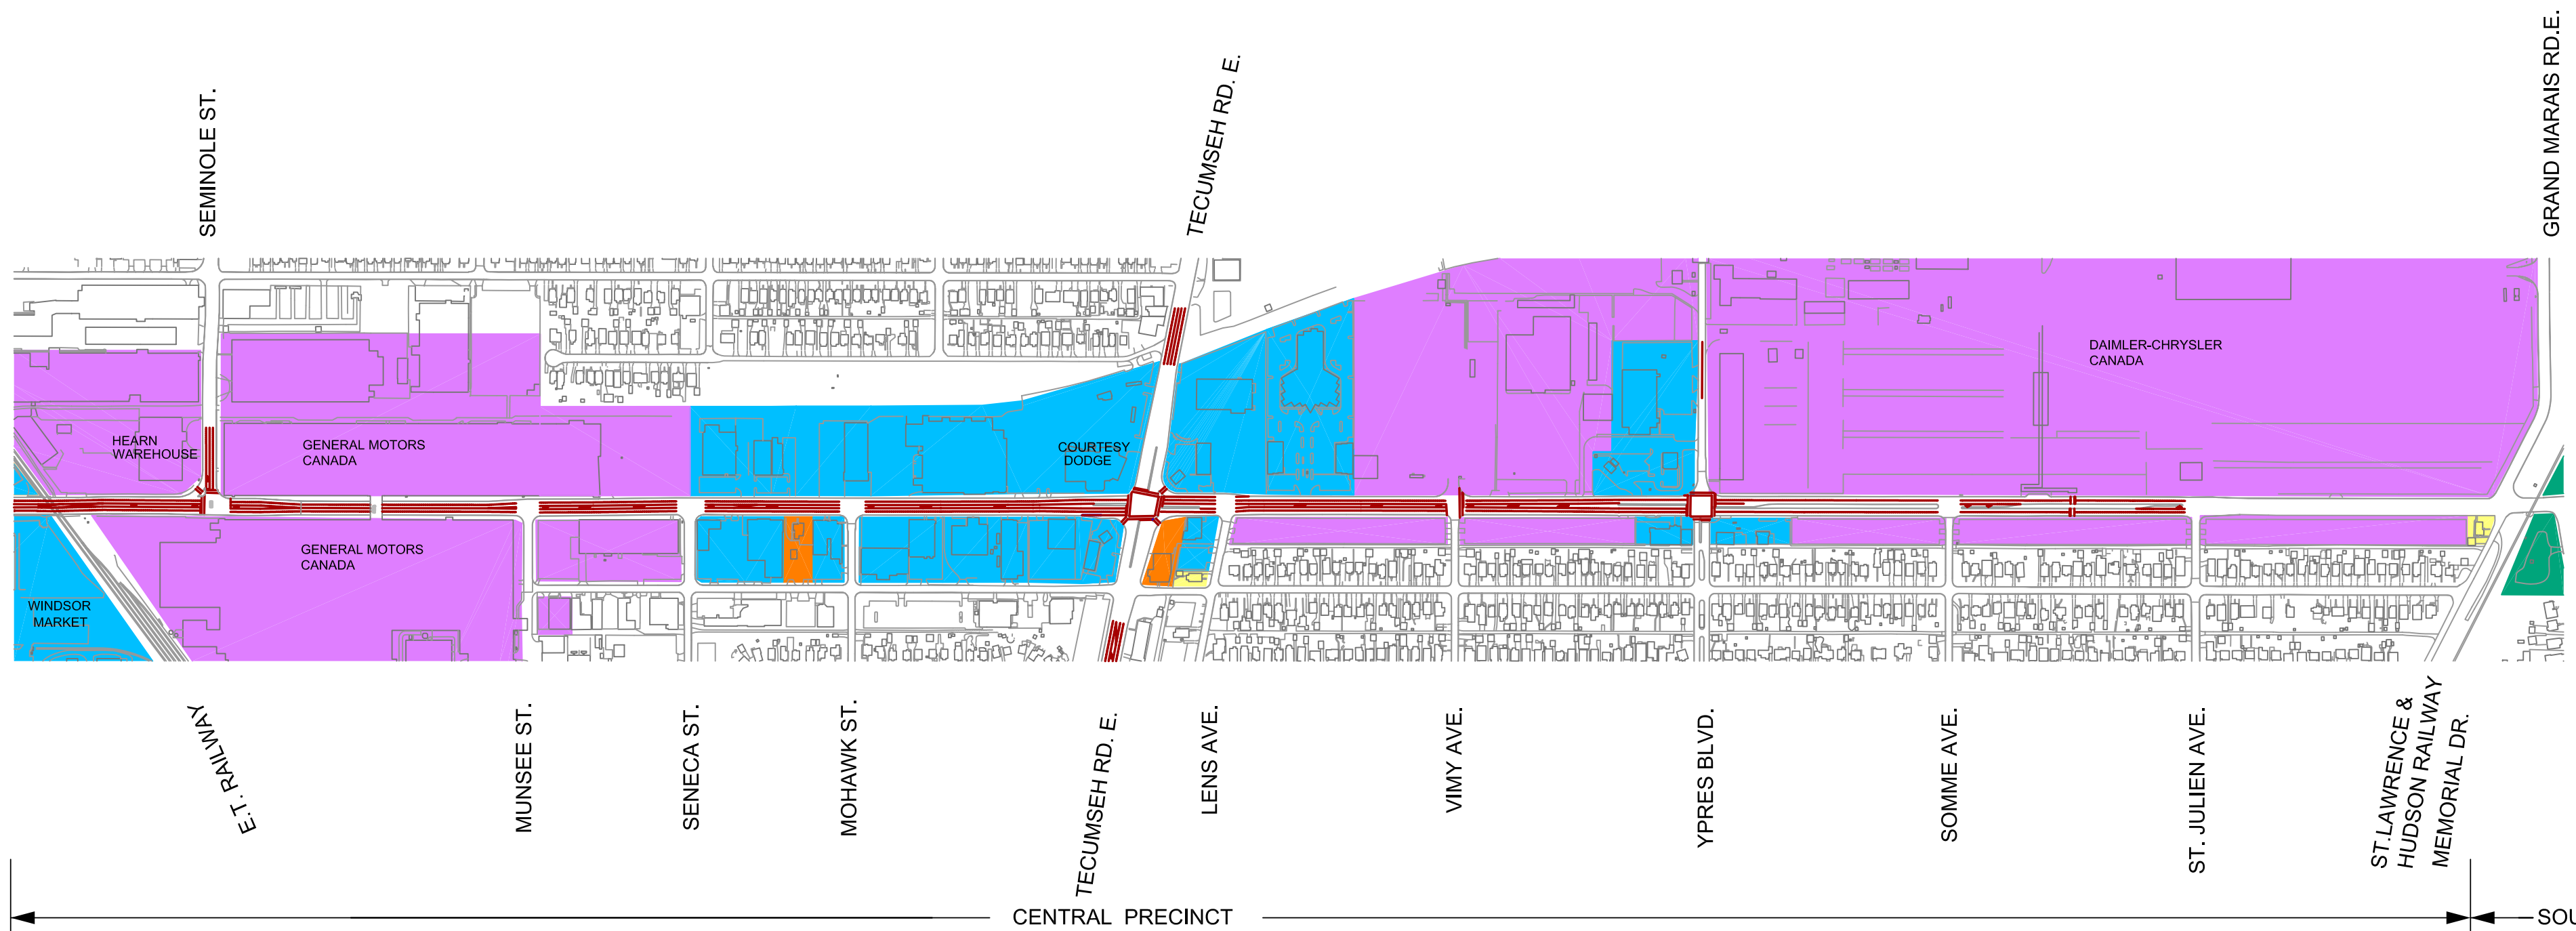 SEMINOLE ST.
TECUMSEH RD. E.
GRAND MARAIS RD.E.
DAIMLER-CHRYSLER
CANADA
HEARN
WAREHOUSE
GENERAL MOTORS
CANADA
COURTESY
DODGE
GENERAL MOTORS
CANADA
WINDSOR
MARKET
E.T. RAILWAY
MUNSEE ST.
SENECA ST.
MOHAWK ST.
TECUMSEH RD. E.
LENS AVE.
VIMY AVE.
YPRES BLVD.
SOMME AVE.
ST. JULIEN AVE.
ST.LAWRENCE &
HUDSON RAILWAY
MEMORIAL DR.
CENTRAL PRECINCT
SOU